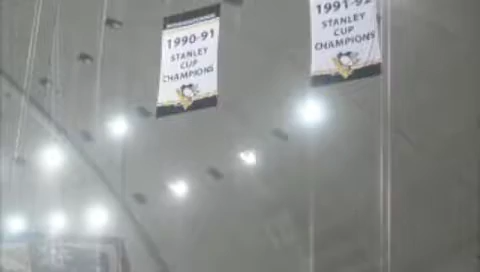 1990-91
STANLEY
CUP
CHAMPIONS
1991-92
STANLEY CUP
CHAMPIONS